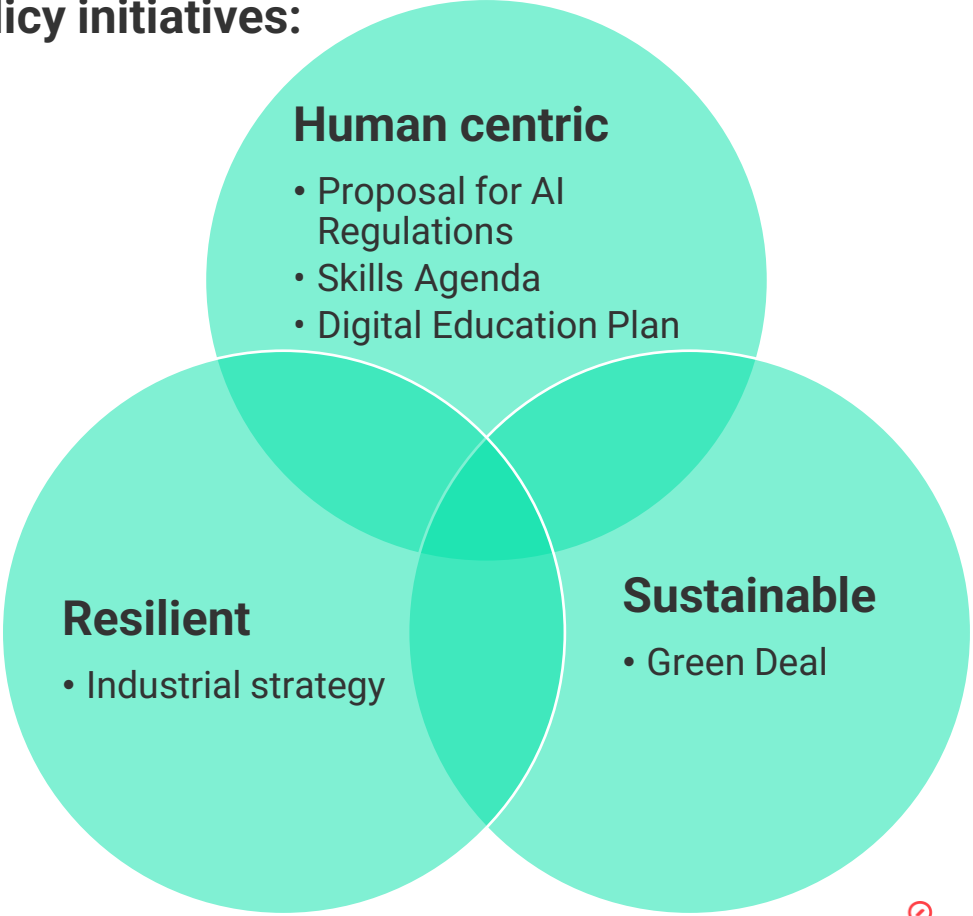 licy initiatives:
Human centric
• Proposal for AI
Regulations
• Skills Agenda
• Digital Education Plan
Resilient
• Industrial strategy
Sustainable
• Green Deal